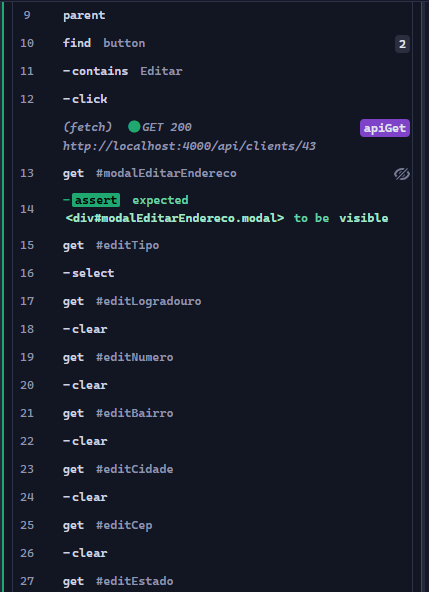 9 parent
10 find button 2
11 -contains Editar
12 -click
(fetch) GET 200 apiGet
http://localhost:4000/api/clients/43
13 get #modalEditarEndereco
14 -assert expected
<div#modalEditarEndereco.modal> to be visible
15 get #editTipo
16 -select
17 get #editLogradouro
18 -clear
19 get #editNumero
20 -clear
21 get #editBairro
22 -clear
23 get #editCidade
24 -clear
25 get #editCep
26 -clear
27 get #editEstado